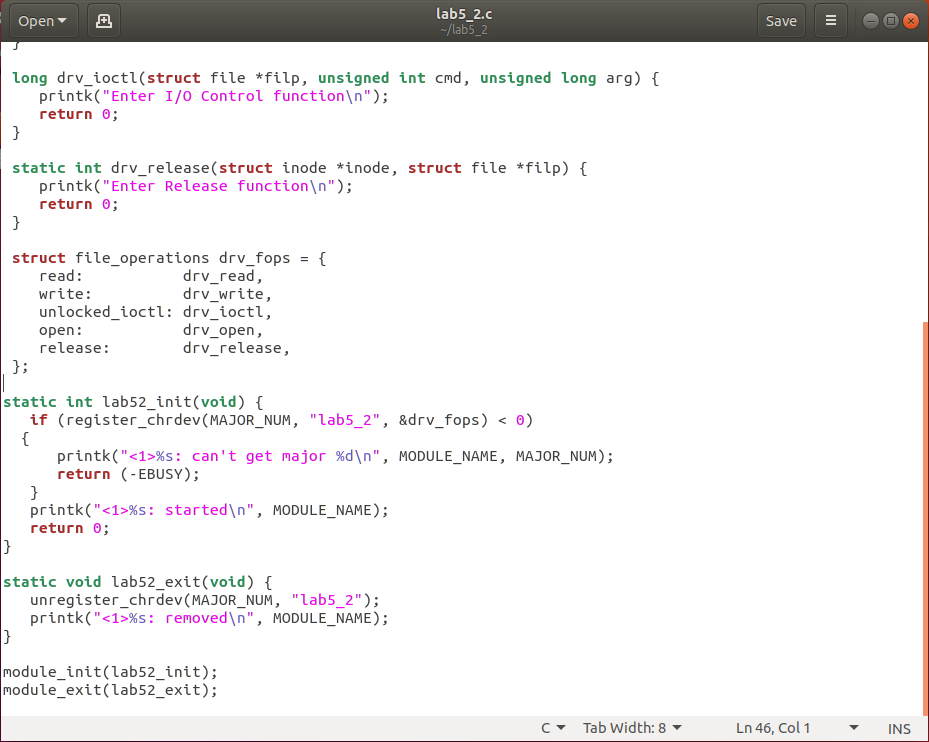 Open
lab5_2.c
~/lab5_2
Save
}
long drv_ioctl(struct file *filp, unsigned int cmd, unsigned long arg) {
printk("Enter I/O Control function\n");
return 0;
}
static int drv_release(struct inode *inode, struct file *filp) {
printk("Enter Release function\n");
return 0;
}
struct file_operations drv_fops = {
read: drv_read,
write: drv_write,
unlocked_ioctl: drv_ioctl,
open: drv_open,
release: drv_release,
};
static int lab52_init(void) {
if (register_chrdev(MAJOR_NUM, "lab5_2", &drv_fops) < 0)
{
printk("<1>%s: can't get major %d\n", MODULE_NAME, MAJOR_NUM);
return (-EBUSY);
}
printk("<1>%s: started\n", MODULE_NAME);
return 0;
}
static void lab52_exit(void) {
unregister_chrdev(MAJOR_NUM, "lab5_2");
printk("<1>%s: removed\n", MODULE_NAME);
}
module_init(lab52_init);
module_exit(lab52_exit);
C Tab Width: 8 Ln 46, Col 1 INS